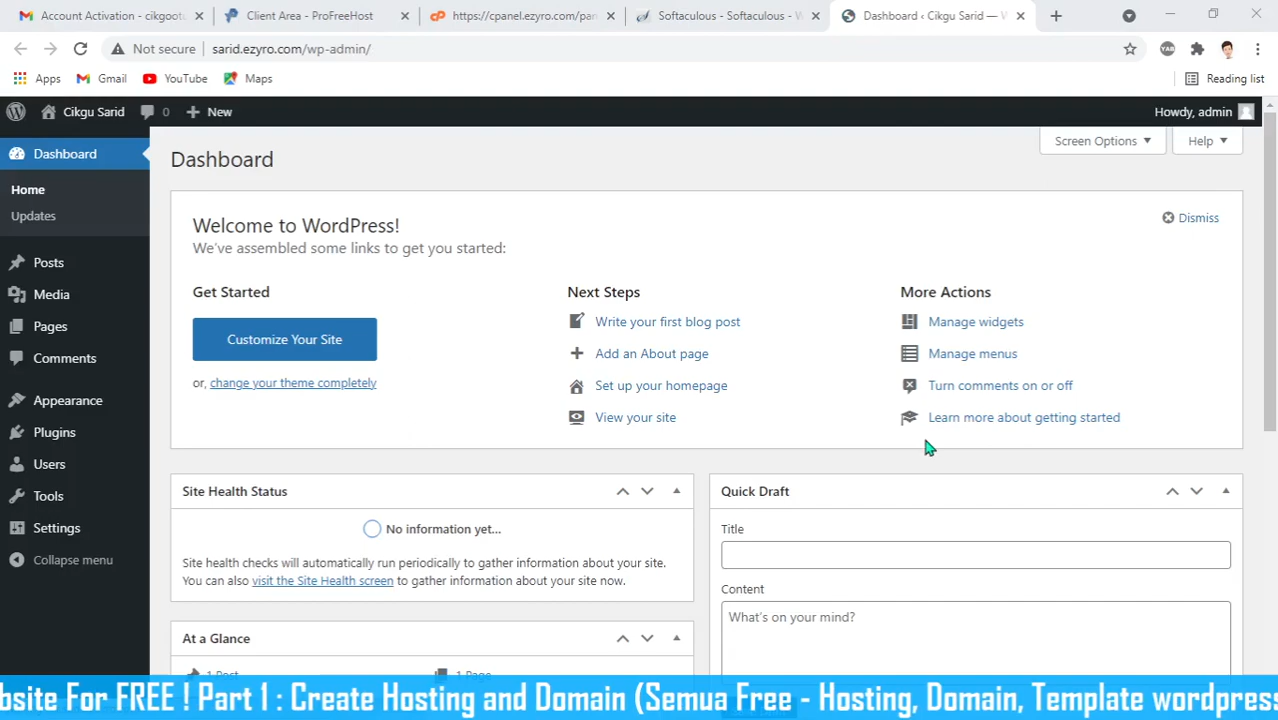 Account Activation - cikgoot
Client Area - ProFreeHost
https://cpanel.ezyro.com/pan
Softaculous - Softaculous - W
Dashboard ‹ Cikgu Sarid — W
Not secure
sarid.ezyro.com/wp-admin/
YAB
Apps
Gmail
YouTube
Maps
Reading list
Cikgu Sarid
0
New
Howdy, admin
Dashboard
Home
Updates
Posts
Media
Pages
Comments
Appearance
Plugins
Users
Tools
Settings
Collapse menu
Dashboard
Screen Options
Help
Welcome to WordPress!
We've assembled some links to get you started:
Dismiss
Get Started
Customize Your Site
or, change your theme completely
Next Steps
Write your first blog post
Add an About page
Set up your homepage
View your site
More Actions
Manage widgets
Manage menus
Turn comments on or off
Learn more about getting started
Site Health Status
No information yet...
Site health checks will automatically run periodically to gather information about your site.
You can also visit the Site Health screen to gather information about your site now.
At a Glance
1 Post
1 Page
Quick Draft
Title
Content
What's on your mind?
bsite For FREE ! Part 1 : Create Hosting and Domain (Semua Free - Hosting, Domain, Template wordpress